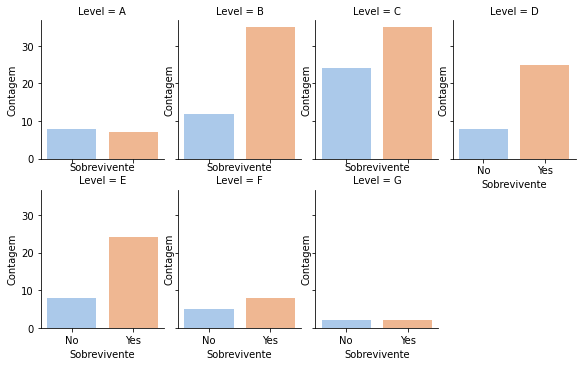 Level = A
Level = B
Level = C
Level = D
Contagem
30
20
10
0
Contagem
Contagem
Contagem
Sobrevivente
Sobrevivente
Sobrevivente
No Yes
Sobrevivente
Level = E
Level = F
Level = G
Contagem
30
20
10
0
Contagem
Contagem
No Yes
No Yes
No Yes
Sobrevivente
Sobrevivente
Sobrevivente